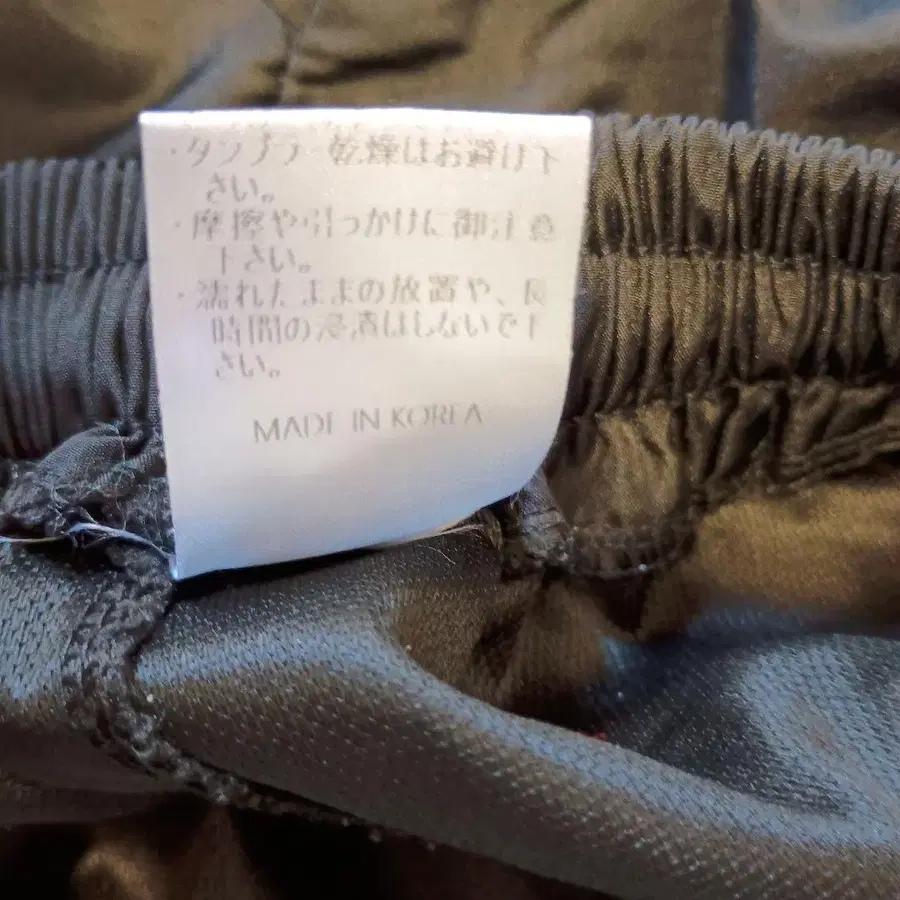 ・タンブラー乾燥はお避け下
さい。
・摩擦や引っかけに御注意
下さい。
・濡れたままの放置や、長
時間の浸漬はしないで下
さい。
MADE IN KOREA